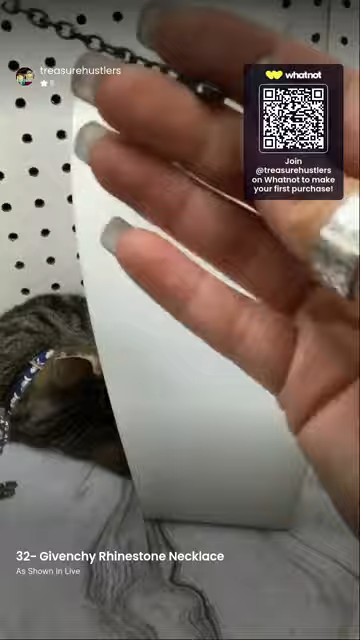 treasurehustlers
whatnot
Join
@treasurehustlers
on Whatnot to make
your first purchase!
32- Givenchy Rhinestone Necklace
As Shown In Live